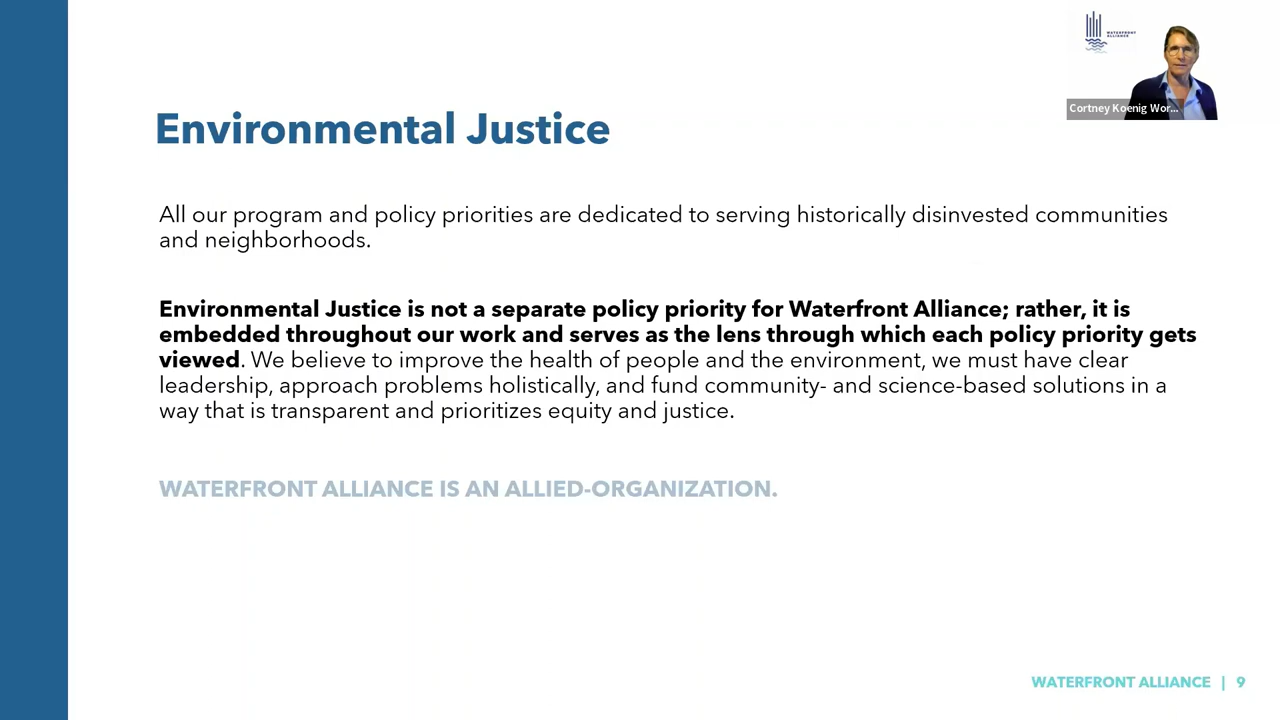 WATERFRONT
ALLIANCE
Cortney Koenig Wor...
Environmental Justice
All our program and policy priorities are dedicated to serving historically disinvested communities
and neighborhoods.
Environmental Justice is not a separate policy priority for Waterfront Alliance; rather, it is
embedded throughout our work and serves as the lens through which each policy priority gets
viewed. We believe to improve the health of people and the environment, we must have clear
leadership, approach problems holistically, and fund community- and science-based solutions in a
way that is transparent and prioritizes equity and justice.
WATERFRONT ALLIANCE IS AN ALLIED-ORGANIZATION.
WATERFRONT ALLIANCE | 9